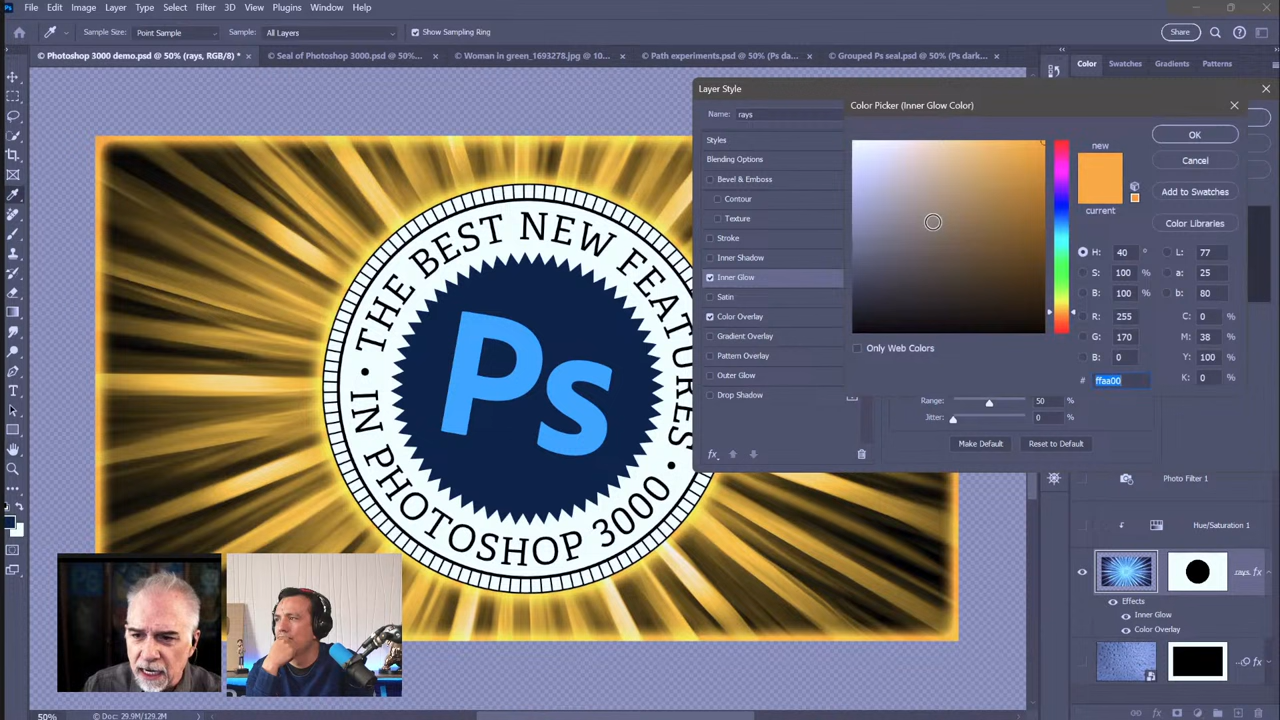 File Edit Image Layer Type Select Filter 3D View Plugins Window Help
Sample Size: Point Sample Sample: All Layers Show Sampling Ring Share
© Photoshop 3000 demo.psd @ 50% (rays, RGB/8) * × © Seal of Photoshop 3000.psd @ 50%... × © Woman in green_1693278.jpg @ 10... × © Path experiments.psd @ 50% (Ps da... × © Grouped Ps seal.psd @ 50% (Ps dark... ×
Color Swatches Gradients Patterns
Layer Style
Name: rays
Styles
Blending Options
Bevel & Emboss
Contour
Texture
Stroke
Inner Shadow
Inner Glow
Satin
Color Overlay
Gradient Overlay
Pattern Overlay
Outer Glow
Drop Shadow
fx
Color Picker (Inner Glow Color)
new
current
OK
Cancel
Add to Swatches
Color Libraries
H: 40 ° L: 77
S: 100 % a: 25
B: 100 % b: 80
R: 255 C: 0 %
G: 170 M: 38 %
B: 0 Y: 100 %
# ffaa00 K: 0 %
Only Web Colors
Range: 50 %
Jitter: 0 %
Make Default Reset to Default
THE BEST NEW FEATURES
IN PHOTOSHOP 3000
Ps
Photo Filter 1
Hue/Saturation 1
rays fx
Effects
Inner Glow
Color Overlay
fx
50% Doc: 29.9M/129.2M